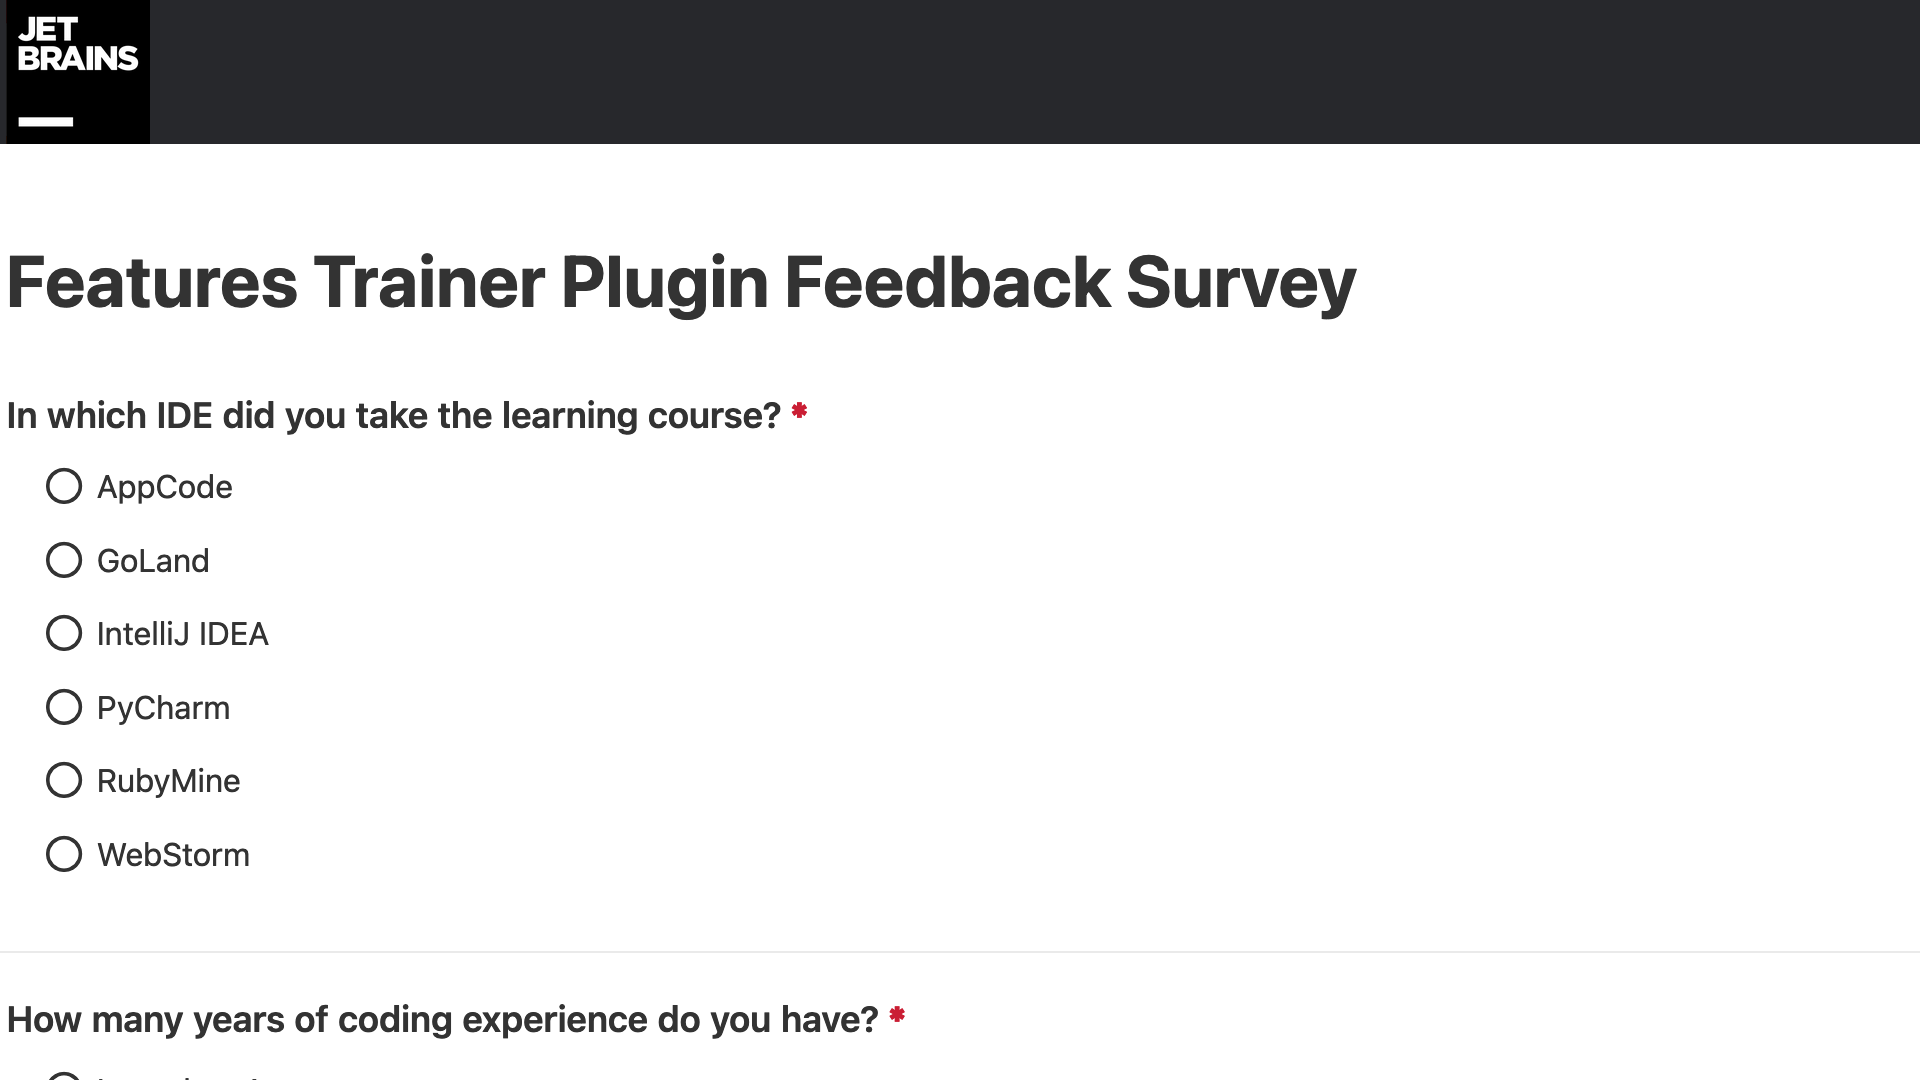 JET
BRAINS
Features Trainer Plugin Feedback Survey
In which IDE did you take the learning course? *
AppCode
GoLand
IntelliJ IDEA
PyCharm
RubyMine
WebStorm
How many years of coding experience do you have? *